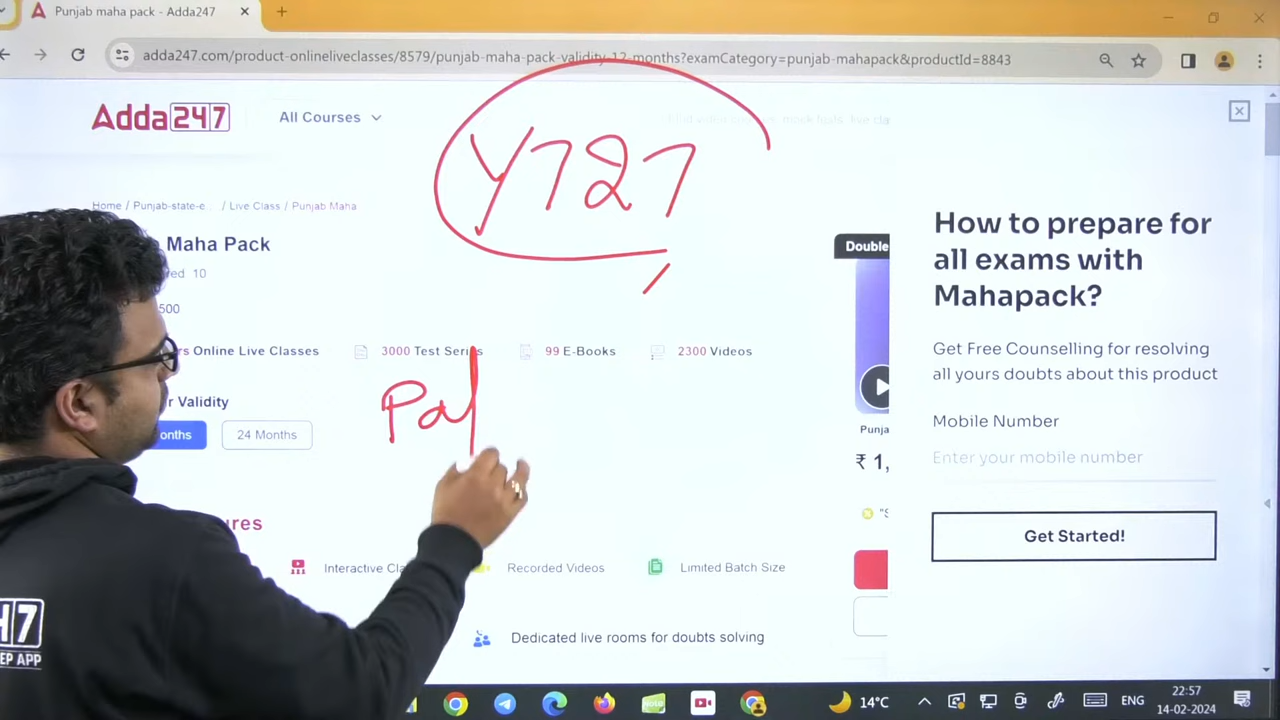 Punjab maha pack - Adda247
adda247.com/product-onlineliveclasses/8579/punjab-maha-pack-validity-12-months?examCategory=punjab-mahapack&productId=8843
Adda247
All Courses
Y727
Home / Punjab-state-e... / Live Class / Punjab Maha
Maha Pack
10
500
Online Live Classes
3000 Test Series
99 E-Books
2300 Videos
Validity
24 Months
Pa
Interactive
Recorded Videos
Limited Batch Size
Dedicated live rooms for doubts solving
Double
₹ 1,
How to prepare for
all exams with
Mahapack?
Get Free Counselling for resolving
all yours doubts about this product
Mobile Number
Enter your mobile number
Get Started!
H7
EP APP
14°C
ENG
22:57
14-02-2024